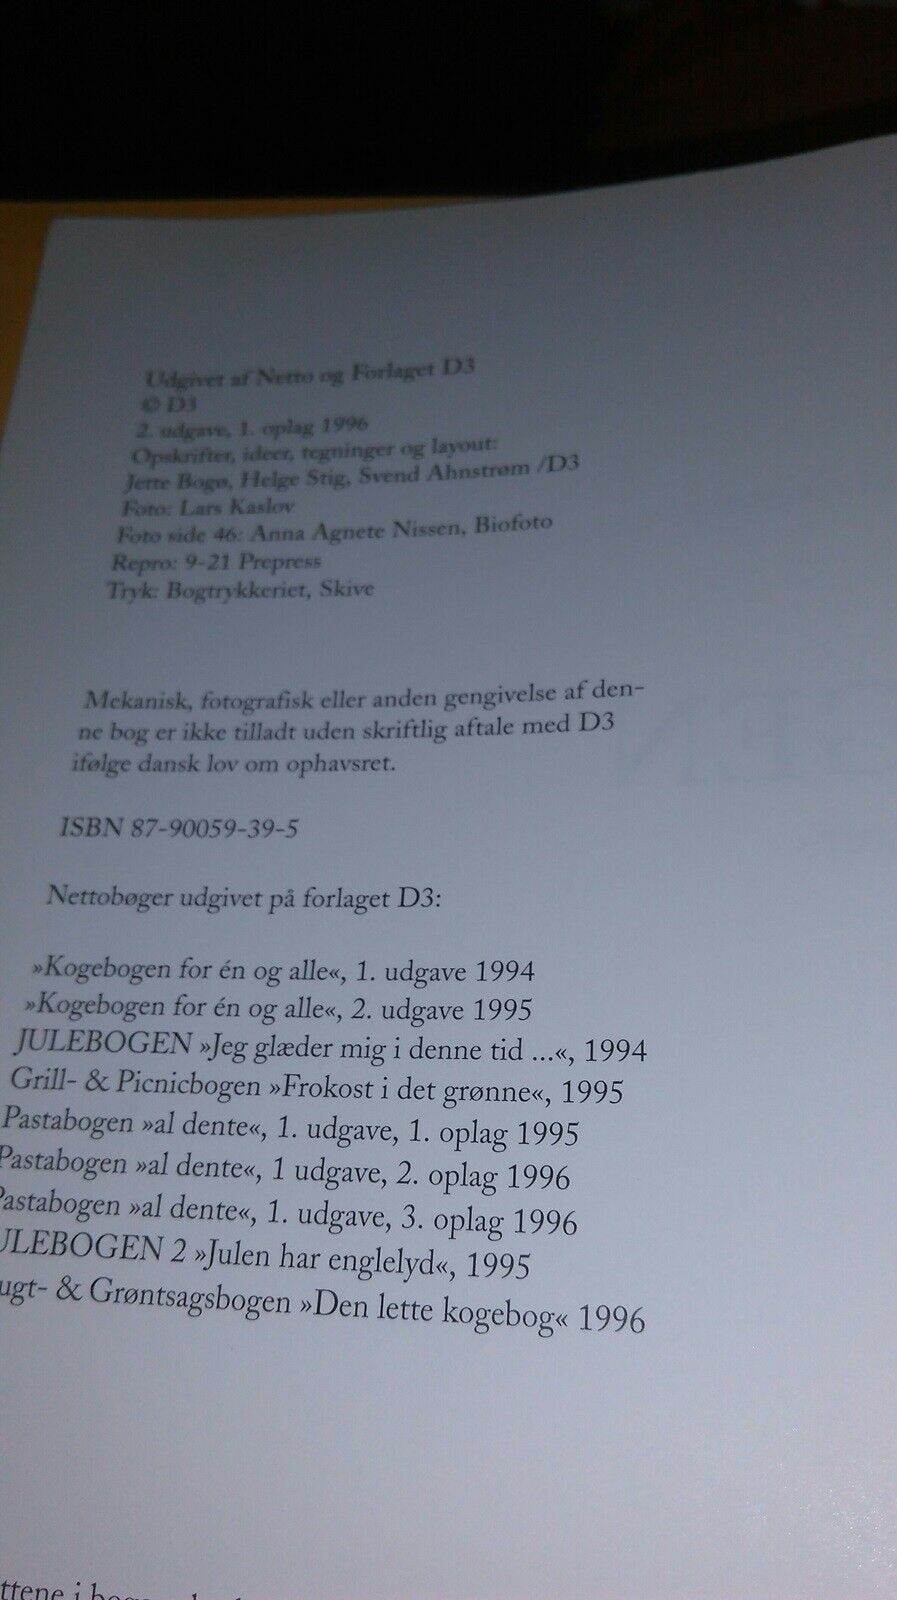 Udgivet af Netto og Forlaget D3
© D3
2. udgave, 1. oplag 1996
Opskrifter, ideer, tegninger og layout:
Jette Bogø, Helge Stig, Svend Ahnstrøm /D3
Foto: Lars Kaslov
Foto side 46: Anna Agnete Nissen, Biofoto
Repro: 9-21 Prepress
Tryk: Bogtrykkeriet, Skive
Mekanisk, fotografisk eller anden gengivelse af den-
ne bog er ikke tilladt uden skriftlig aftale med D3
ifølge dansk lov om ophavsret.
ISBN 87-90059-39-5
Nettobøger udgivet på forlaget D3:
»Kogebogen for én og alle«, 1. udgave 1994
»Kogebogen for én og alle«, 2. udgave 1995
JULEBOGEN »Jeg glæder mig i denne tid ...«, 1994
Grill- & Picnicbogen »Frokost i det grønne«, 1995
Pastabogen »al dente«, 1. udgave, 1. oplag 1995
Pastabogen »al dente«, 1 udgave, 2. oplag 1996
Pastabogen »al dente«, 1. udgave, 3. oplag 1996
ULEBOGEN 2 »Julen har englelyd«, 1995
ugt- & Grøntsagsbogen »Den lette kogebog« 1996
ttene i